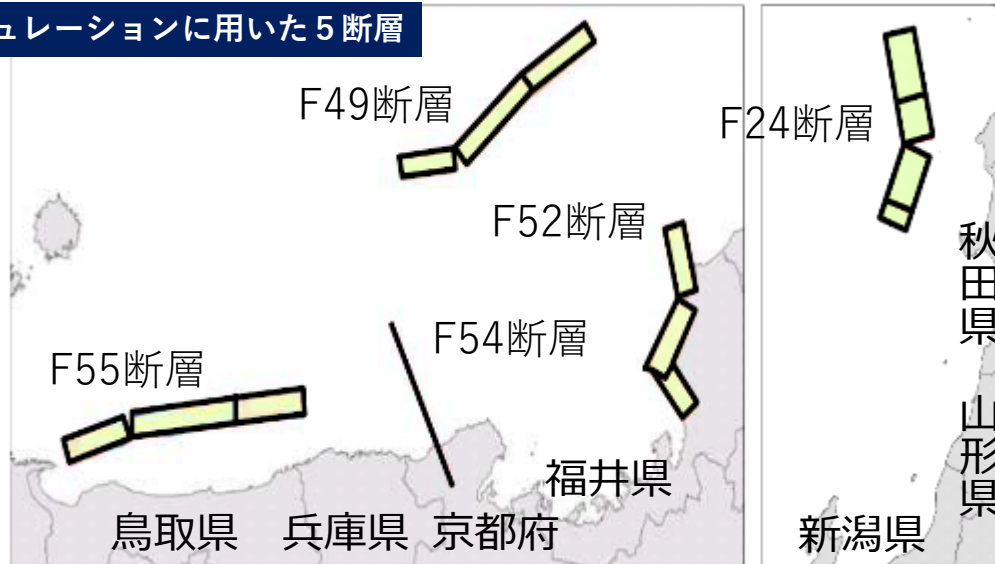 ュレーションに用いた5断層
F49断層
F24断層
F52断層
F54断層
F55断層
秋田県
山形県
福井県
鳥取県
兵庫県
京都府
新潟県